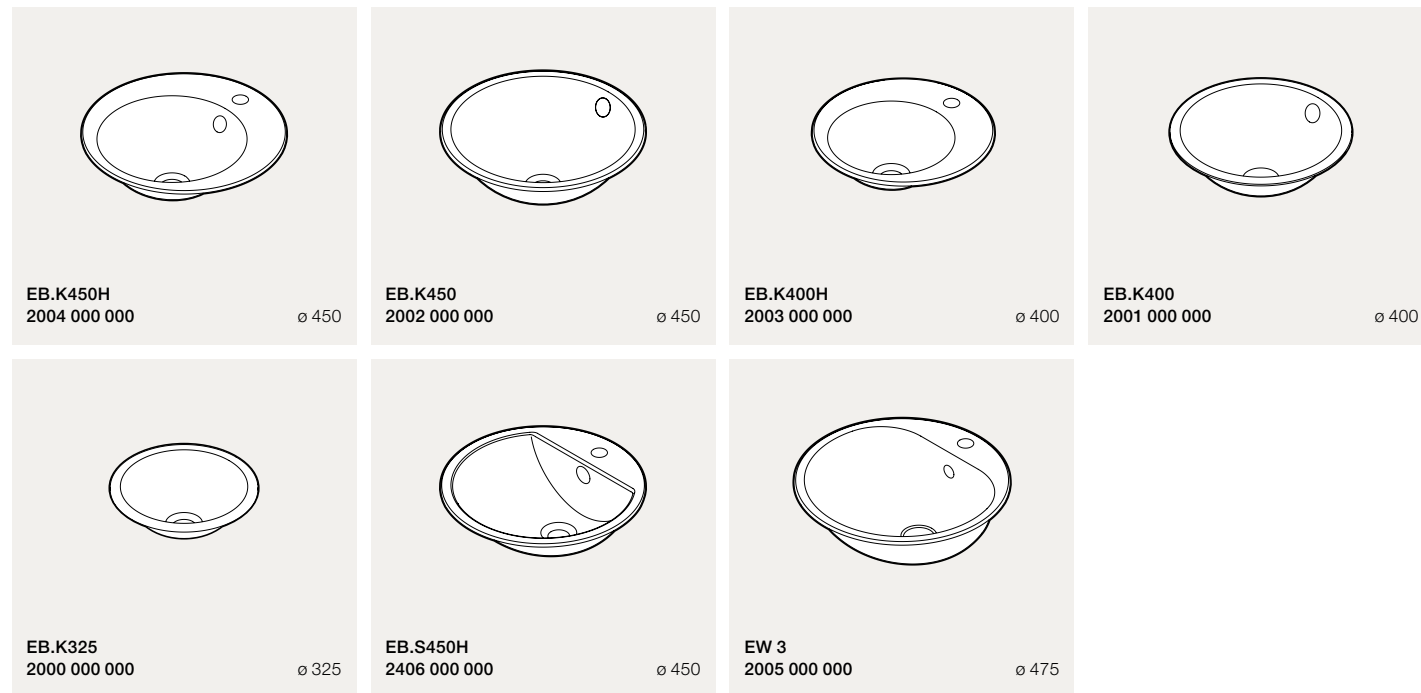 EB.K450H
2004 000 000 ø 450
EB.K450
2002 000 000 ø 450
EB.K400H
2003 000 000 ø 400
EB.K400
2001 000 000 ø 400
EB.K325
2000 000 000 ø 325
EB.S450H
2406 000 000 ø 450
EW 3
2005 000 000 ø 475